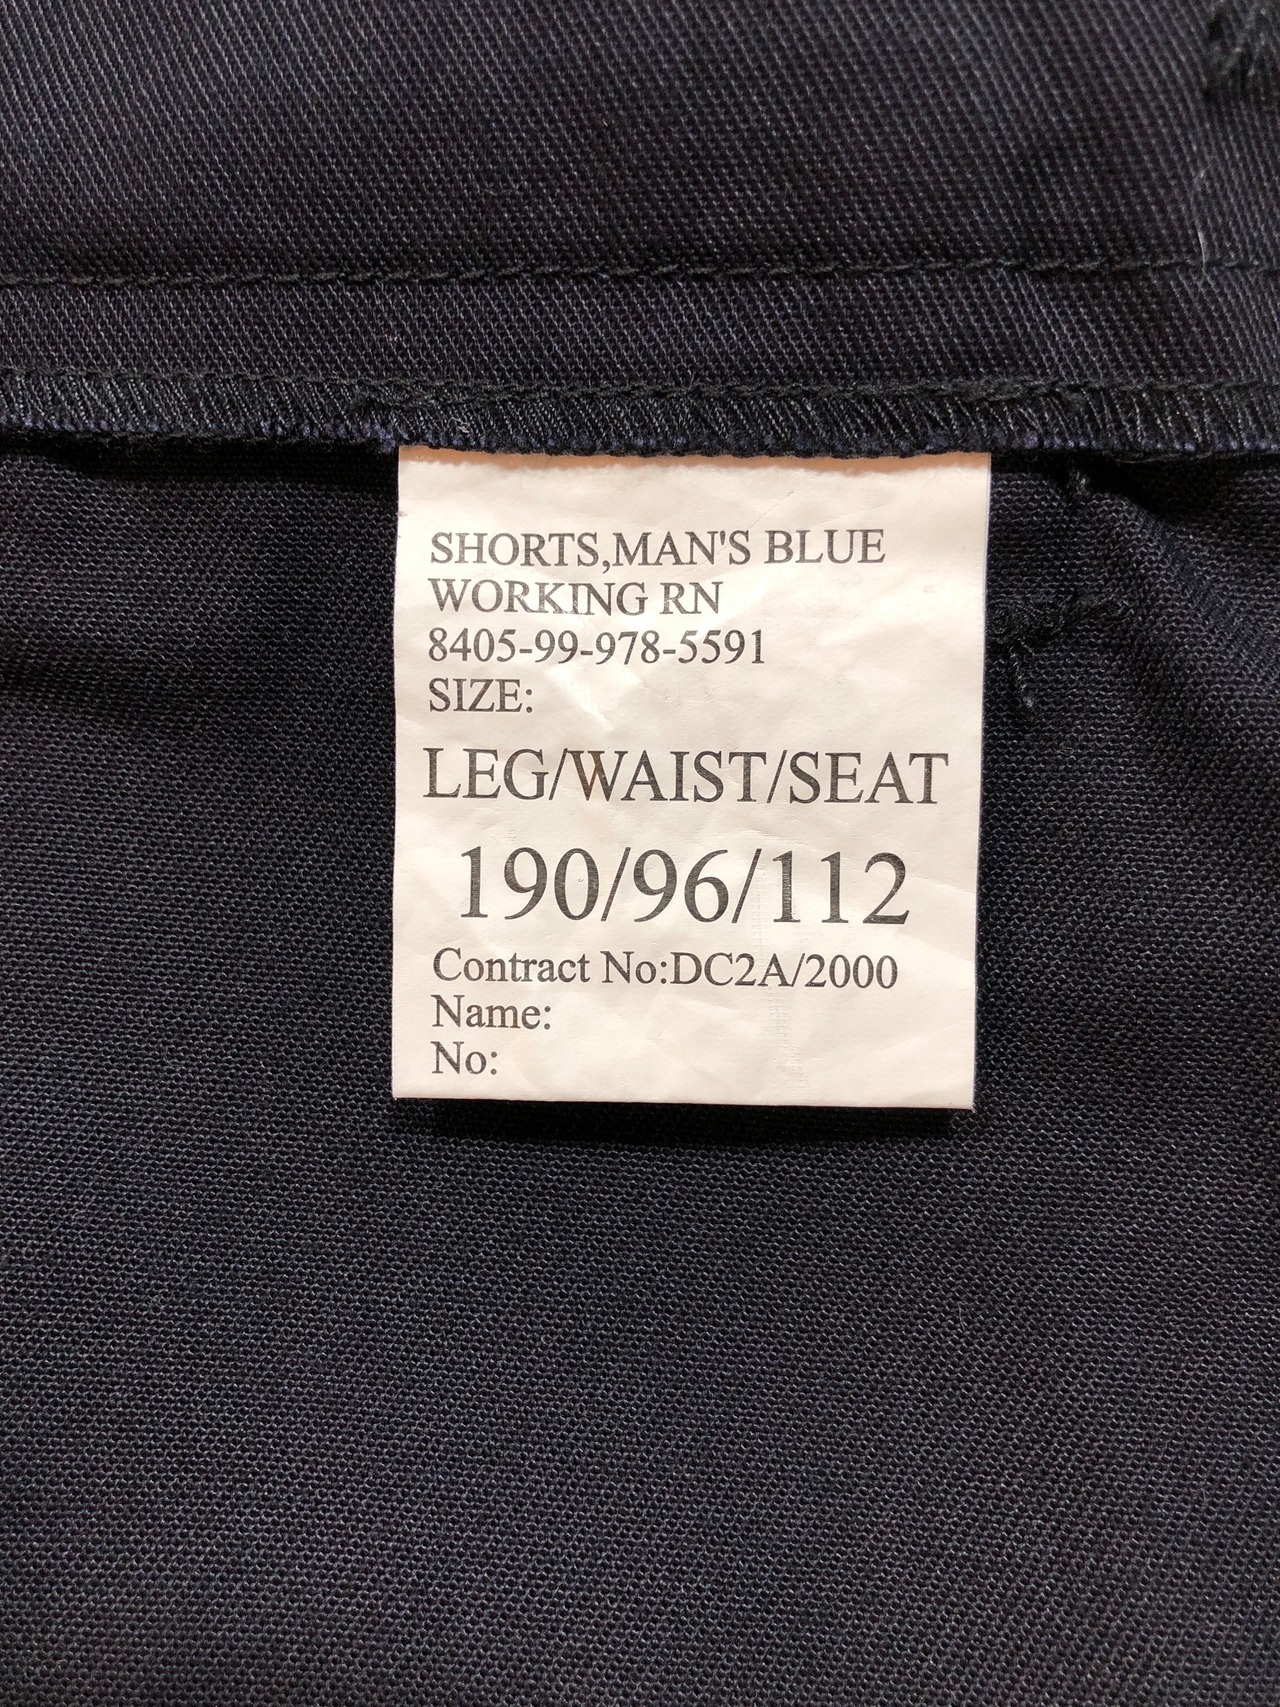 SHORTS,MAN'S BLUE
WORKING RN
8405-99-978-5591
SIZE:
LEG/WAIST/SEAT
190/96/112
Contract No:DC2A/2000
Name:
No: